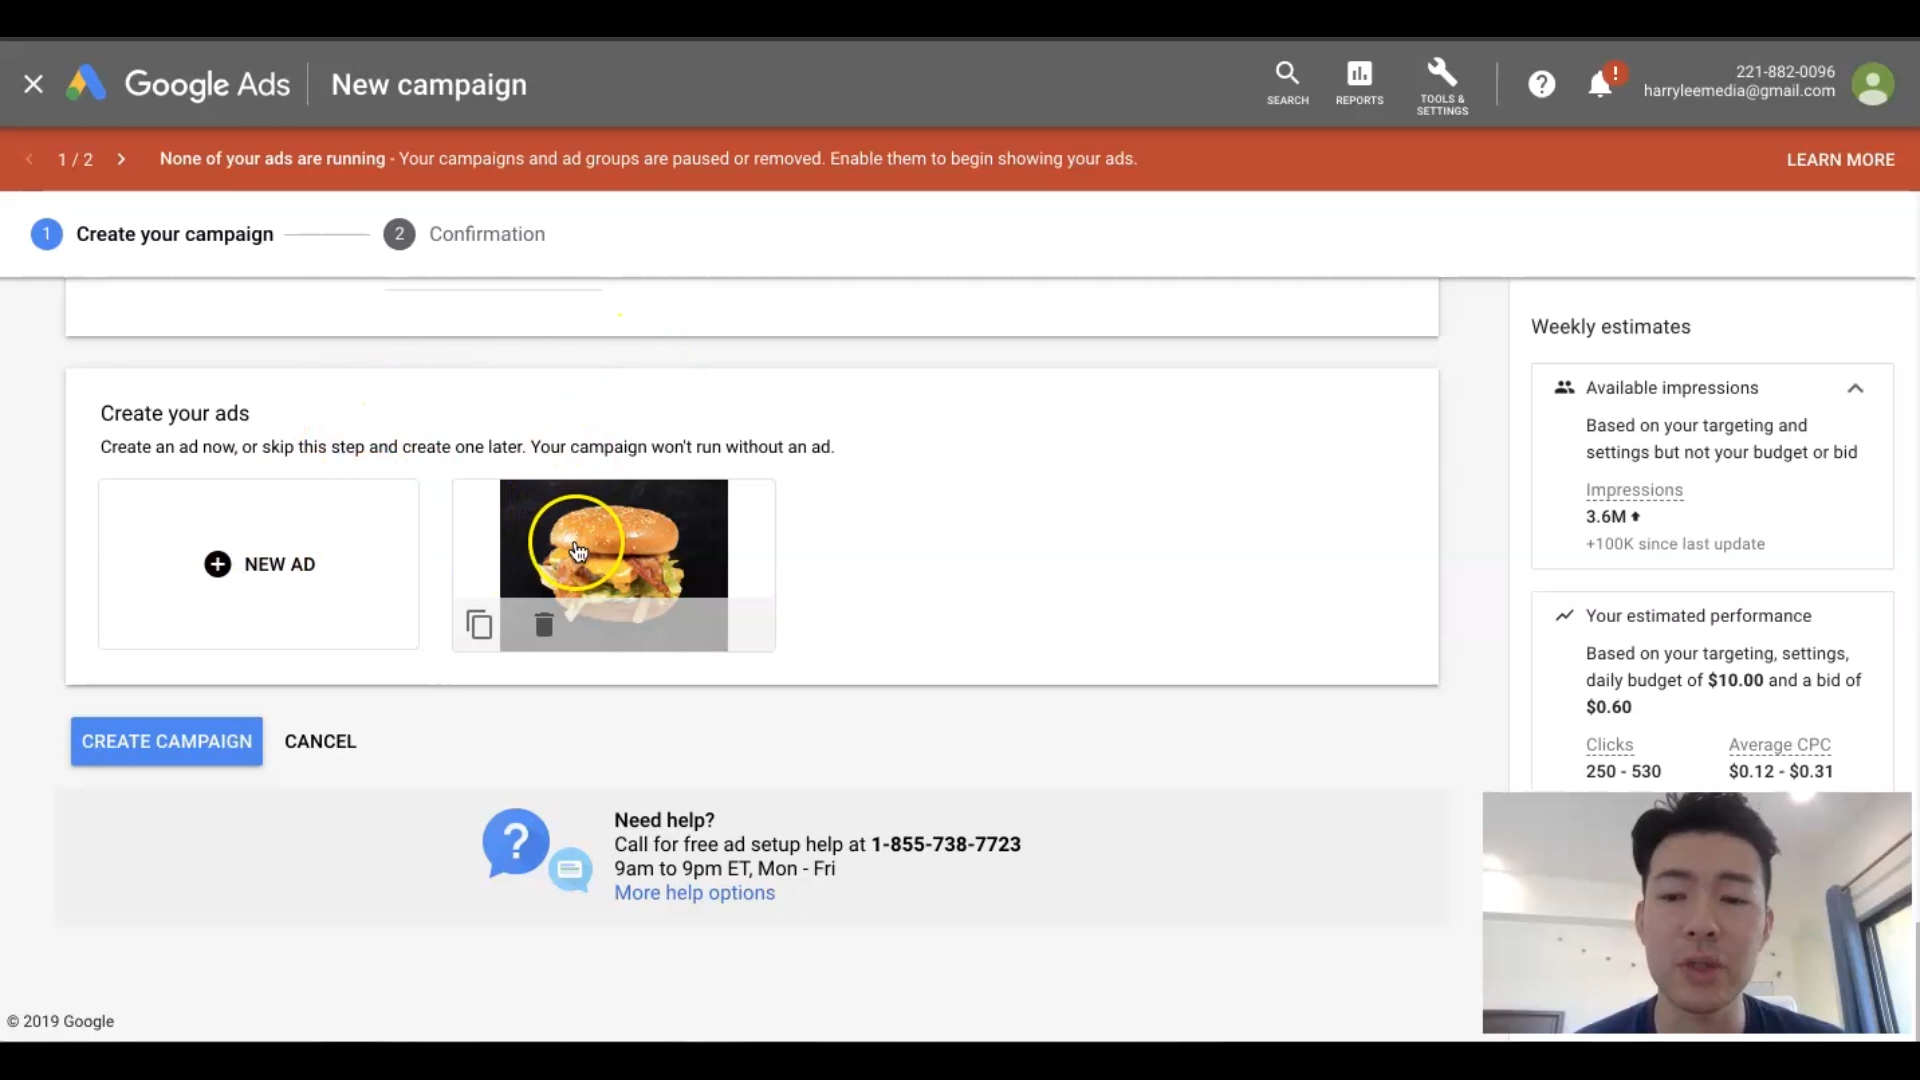 Google Ads
New campaign
SEARCH
REPORTS
TOOLS &
SETTINGS
221-882-0096
harryleemedia@gmail.com
1 / 2
None of your ads are running - Your campaigns and ad groups are paused or removed. Enable them to begin showing your ads.
LEARN MORE
1
Create your campaign
2
Confirmation
Create your ads
Create an ad now, or skip this step and create one later. Your campaign won't run without an ad.
NEW AD
CREATE CAMPAIGN
CANCEL
Need help?
Call for free ad setup help at 1-855-738-7723
9am to 9pm ET, Mon - Fri
More help options
Weekly estimates
Available impressions
Based on your targeting and
settings but not your budget or bid
Impressions
3.6M
+100K since last update
Your estimated performance
Based on your targeting, settings,
daily budget of $10.00 and a bid of
$0.60
Clicks
Average CPC
250 - 530
$0.12 - $0.31
© 2019 Google